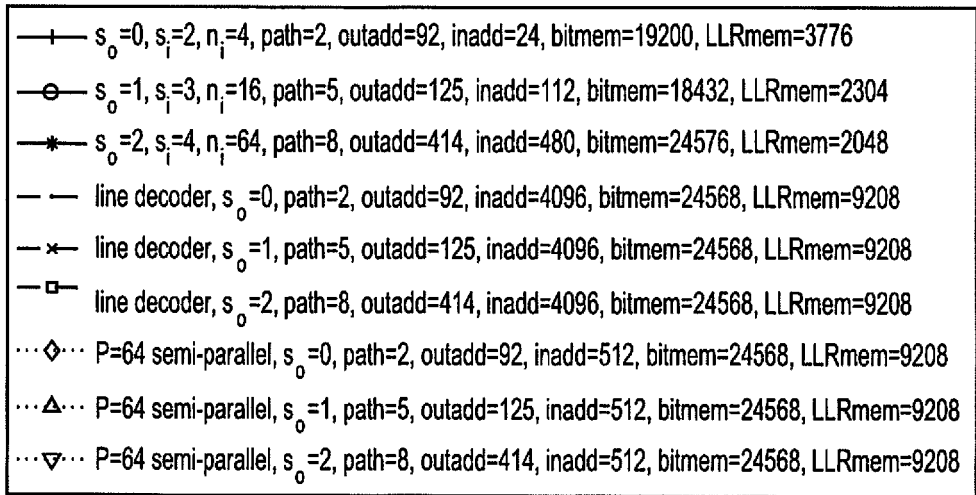 s_o=0, s_i=2, n_i=4, path=2, outadd=92, inadd=24, bitmem=19200, LLRmem=3776
s_o=1, s_i=3, n_i=16, path=5, outadd=125, inadd=112, bitmem=18432, LLRmem=2304
s_o=2, s_i=4, n_i=64, path=8, outadd=414, inadd=480, bitmem=24576, LLRmem=2048
line decoder, s_o=0, path=2, outadd=92, inadd=4096, bitmem=24568, LLRmem=9208
line decoder, s_o=1, path=5, outadd=125, inadd=4096, bitmem=24568, LLRmem=9208
line decoder, s_o=2, path=8, outadd=414, inadd=4096, bitmem=24568, LLRmem=9208
P=64 semi-parallel, s_o=0, path=2, outadd=92, inadd=512, bitmem=24568, LLRmem=9208
P=64 semi-parallel, s_o=1, path=5, outadd=125, inadd=512, bitmem=24568, LLRmem=9208
P=64 semi-parallel, s_o=2, path=8, outadd=414, inadd=512, bitmem=24568, LLRmem=9208